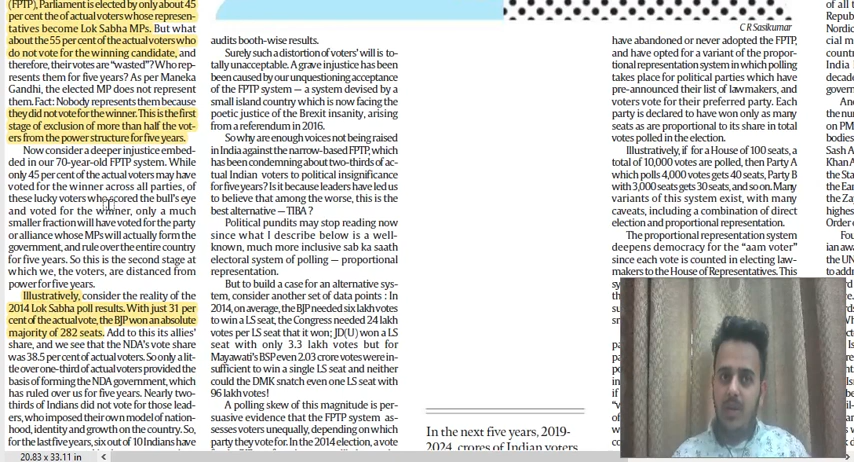 (FPTP), Parliament is elected by only about 45
per cent of the actual voters whose represen-
tatives become Lok Sabha MPs. But what
about the 55 per cent of the actual voters who
do not vote for the winning candidate, and
therefore, their votes are “wasted”? Who rep-
resents them for five years? As per Maneka
Gandhi, the elected MP does not represent
them. Fact: Nobody represents them because
they did not vote for the winner. This is the first
stage of exclusion of more than half the vot-
ers from the power structure for five years.
Now consider a deeper injustice embed-
ded in our 70-year-old FPTP system. While
only 45 per cent of the actual voters may have
voted for the winner across all parties, of
these lucky voters who scored the bull’s eye
and voted for the winner, only a much
smaller fraction will have voted for the party
or alliance whose MPs will actually form the
government, and rule over the entire country
for five years. So this is the second stage at
which we, the voters, are distanced from
power for five years.
Illustratively, consider the reality of the
2014 Lok Sabha poll results. With just 31 per
cent of the actual vote, the BJP won an absolute
majority of 282 seats. Add to this its allies’
share, and we see that the NDA’s vote share
was 38.5 per cent of actual voters. So only a lit-
tle over one-third of actual voters provided the
basis of forming the NDA government, which
has ruled over us for five years. Nearly two-
thirds of Indians did not vote for those lead-
ers, who imposed their own model of nation-
hood, identity and growth on the country. So,
for the last five years, six out of 10 Indians have
audits booth-wise results.
Surely such a distortion of voters’ will is to-
tally unacceptable. A grave injustice has been
been caused by our unquestioning acceptance
of the FPTP system — a system devised by a
small island country which is now facing the
poetic justice of the Brexit insanity, arising
from a referendum in 2016.
So why are enough voices not being raised
in India against the narrow-based FPTP, which
has been condemning about two-thirds of ac-
tual Indian voters to political insignificance
for five years? Is it because leaders have led us
to believe that among the worse, this is the
best alternative — TIBA ?
Political pundits may stop reading now
since what I describe below is a well-
known, much more inclusive sab ka saath
electoral system of polling — proportional
representation.
But to build a case for an alternative sys-
tem, consider another set of data points : In
2014, on average, the BJP needed six lakh votes
to win a LS seat, the Congress needed 24 lakh
votes per LS seat that it won; JD(U) won a LS
seat with only 3.3 lakh votes but for
Mayawati’s BSP even 2.03 crore votes were in-
sufficient to win a single LS seat and neither
could the DMK snatch even one LS seat with
96 lakh votes!
A polling skew of this magnitude is per-
suasive evidence that the FPTP system as-
sesses voters unequally, depending on which
party they vote for. In the 2014 election, a vote
In the next five years, 2019-
2024, crores of Indian voters
C R Sasikumar
have abandoned or never adopted the FPTP,
and have opted for a variant of the propor-
tional representation system in which polling
takes place for political parties which have
pre-announced their list of lawmakers, and
voters vote for their preferred party. Each
party is declared to have won only as many
seats as are proportional to its share in total
votes polled in the election.
Illustratively, if for a House of 100 seats, a
total of 10,000 votes are polled, then Party A
which polls 4,000 votes gets 40 seats, Party B
with 3,000 seats gets 30 seats, and so on. Many
variants of this system exist, with many
caveats, including a combination of direct
election and proportional representation.
The proportional representation system
deepens democracy for the “aam voter”
since each vote is counted in electing law-
makers to the House of Representatives. This
20.83 x 33.11 in